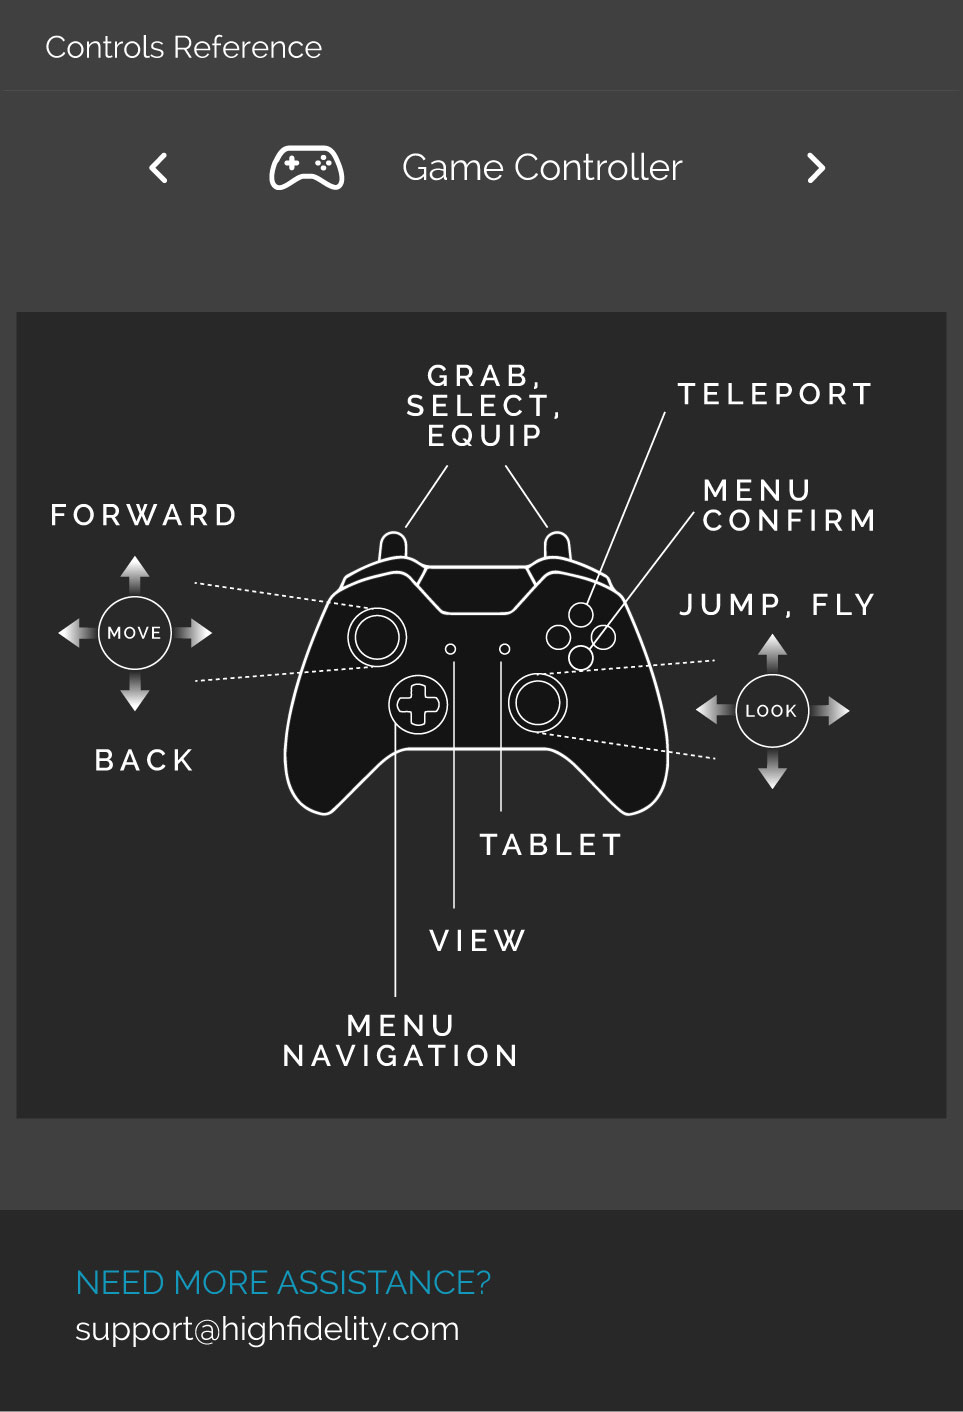 Controls Reference
Game Controller
GRAB,
SELECT,
EQUIP
TELEPORT
MENU
CONFIRM
FORWARD
MOVE
BACK
JUMP, FLY
LOOK
TABLET
VIEW
MENU
NAVIGATION
NEED MORE ASSISTANCE?
support@highfidelity.com